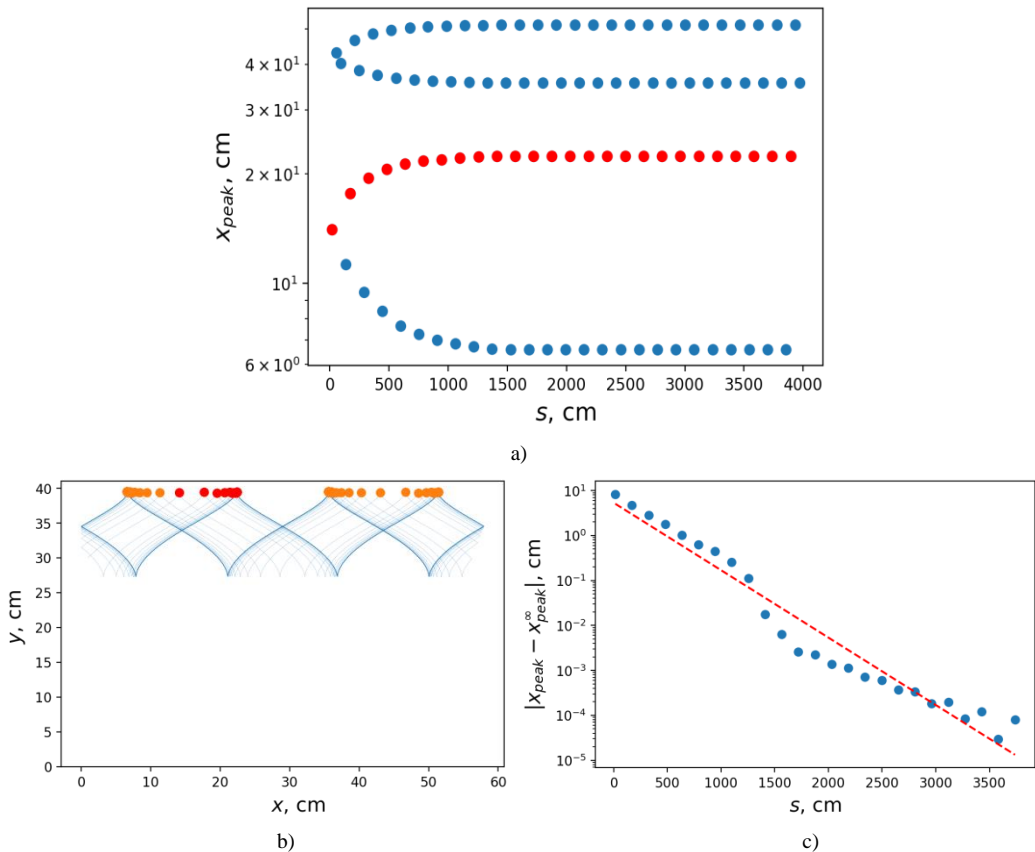 4 × 10¹
3 × 10¹
2 × 10¹
10¹
6 × 10⁰
x_peak, cm
0 500 1000 1500 2000 2500 3000 3500 4000
s, cm
a)
40
35
30
25
20
15
10
5
0
y, cm
0 10 20 30 40 50 60
x, cm
b)
10¹
10⁰
10⁻¹
10⁻²
10⁻³
10⁻⁴
10⁻⁵
|x_peak − x_peak^∞|, cm
0 500 1000 1500 2000 2500 3000 3500
s, cm
c)